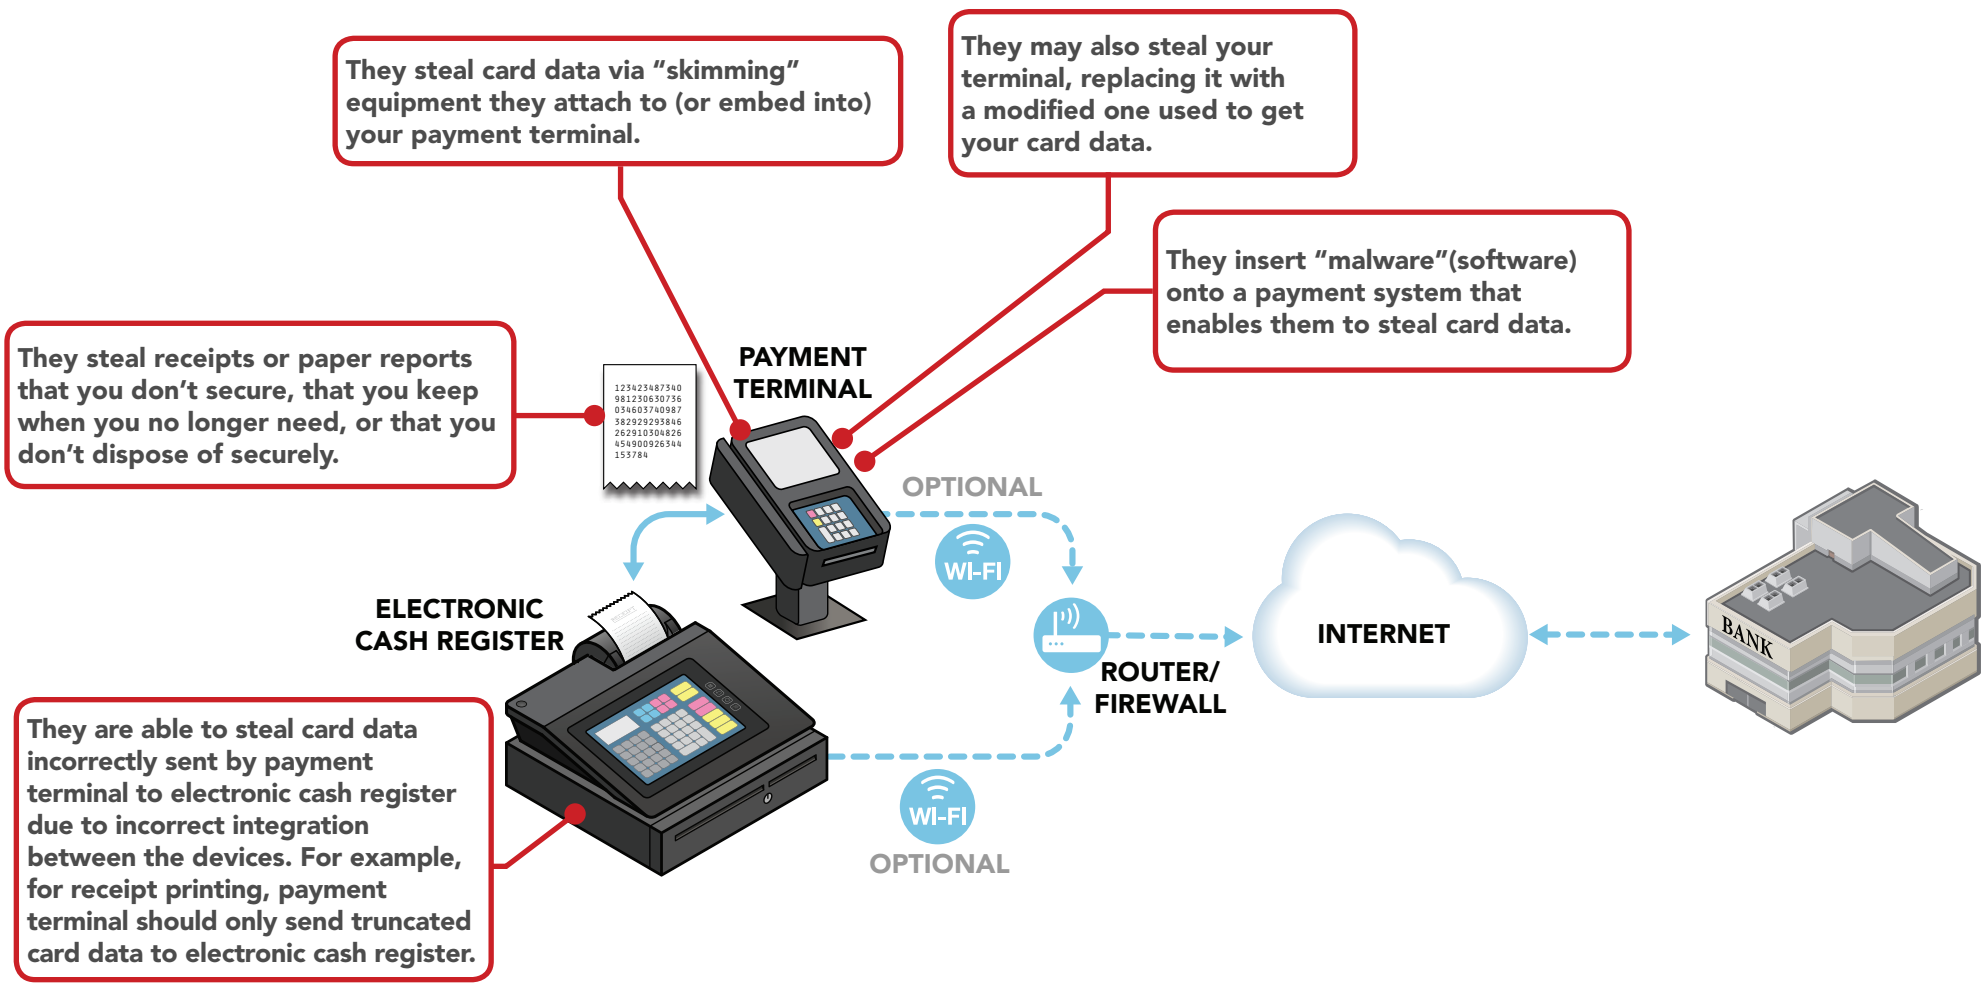 They steal card data via “skimming”
equipment they attach to (or embed into)
your payment terminal.
They may also steal your
terminal, replacing it with
a modified one used to get
your card data.
They insert “malware”(software)
onto a payment system that
enables them to steal card data.
They steal receipts or paper reports
that you don’t secure, that you keep
when you no longer need, or that you
don’t dispose of securely.
123423487340
981230630736
034603740987
382929293846
262910304826
454900926344
153784
PAYMENT
TERMINAL
OPTIONAL
WI-FI
ELECTRONIC
CASH REGISTER
ROUTER/
FIREWALL
INTERNET
BANK
They are able to steal card data
incorrectly sent by payment
terminal to electronic cash register
due to incorrect integration
between the devices. For example,
for receipt printing, payment
terminal should only send truncated
card data to electronic cash register.
WI-FI
OPTIONAL